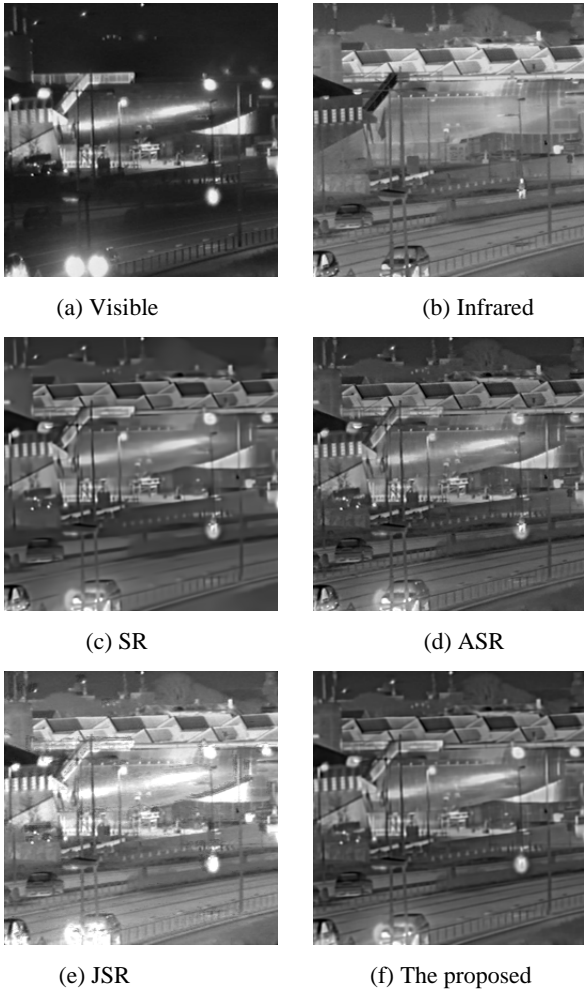 (a) Visible
(b) Infrared
(c) SR
(d) ASR
(e) JSR
(f) The proposed